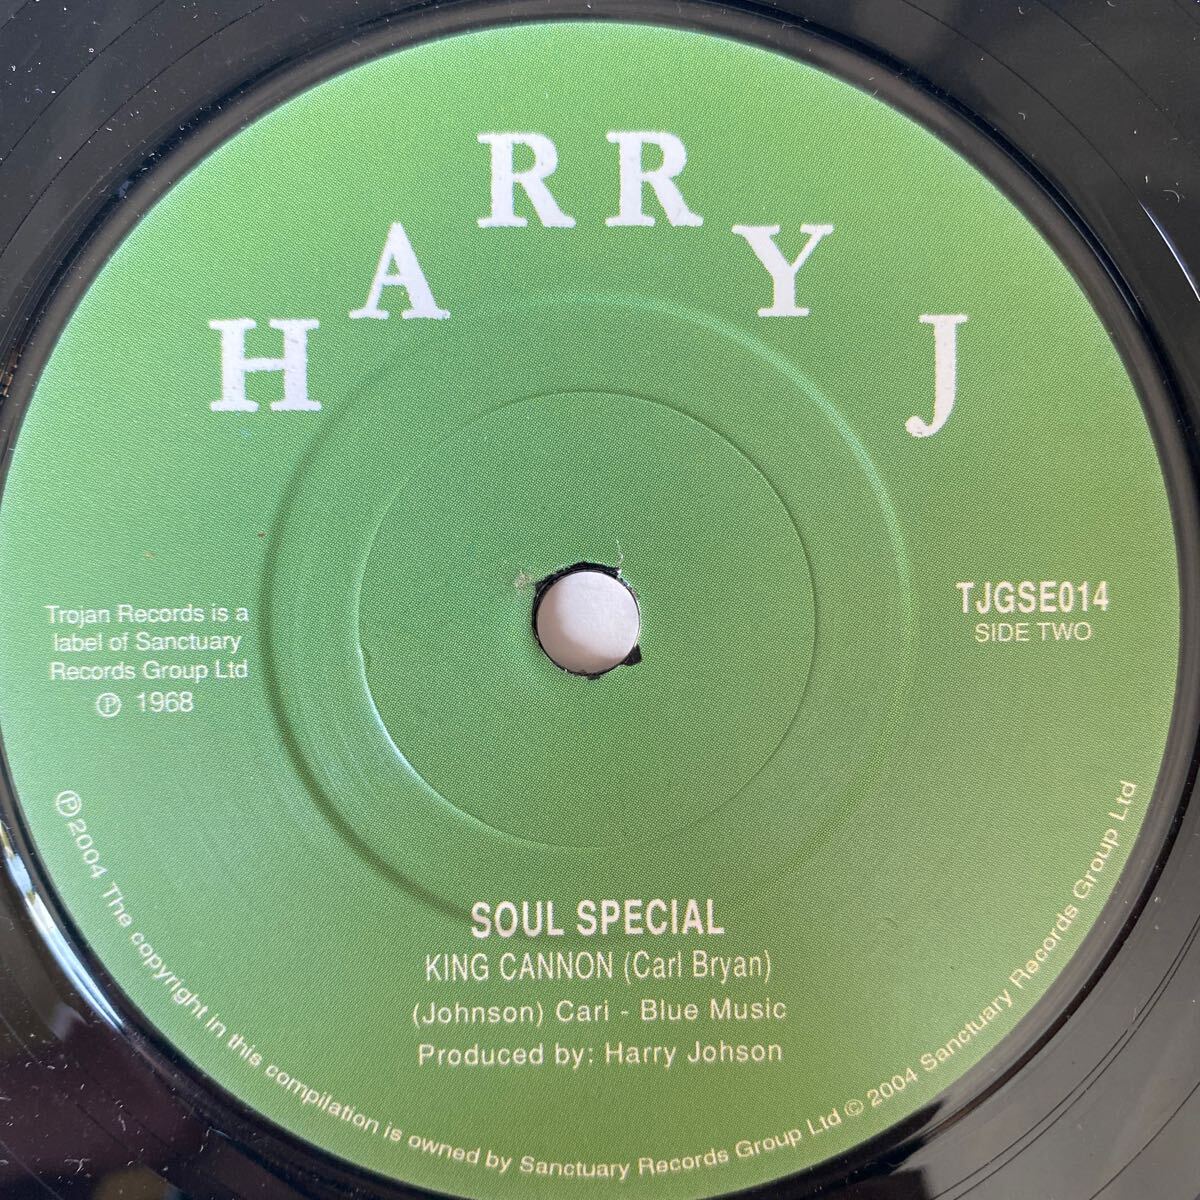 HARRY J
TJGSE014
SIDE TWO
Trojan Records is a
label of Sanctuary
Records Group Ltd
℗ 1968
SOUL SPECIAL
KING CANNON (Carl Bryan)
(Johnson) Cari - Blue Music
Produced by: Harry Johson
℗ 2004 The copyright in this compilation is owned by Sanctuary Records Group Ltd © 2004 Sanctuary Records Group Ltd